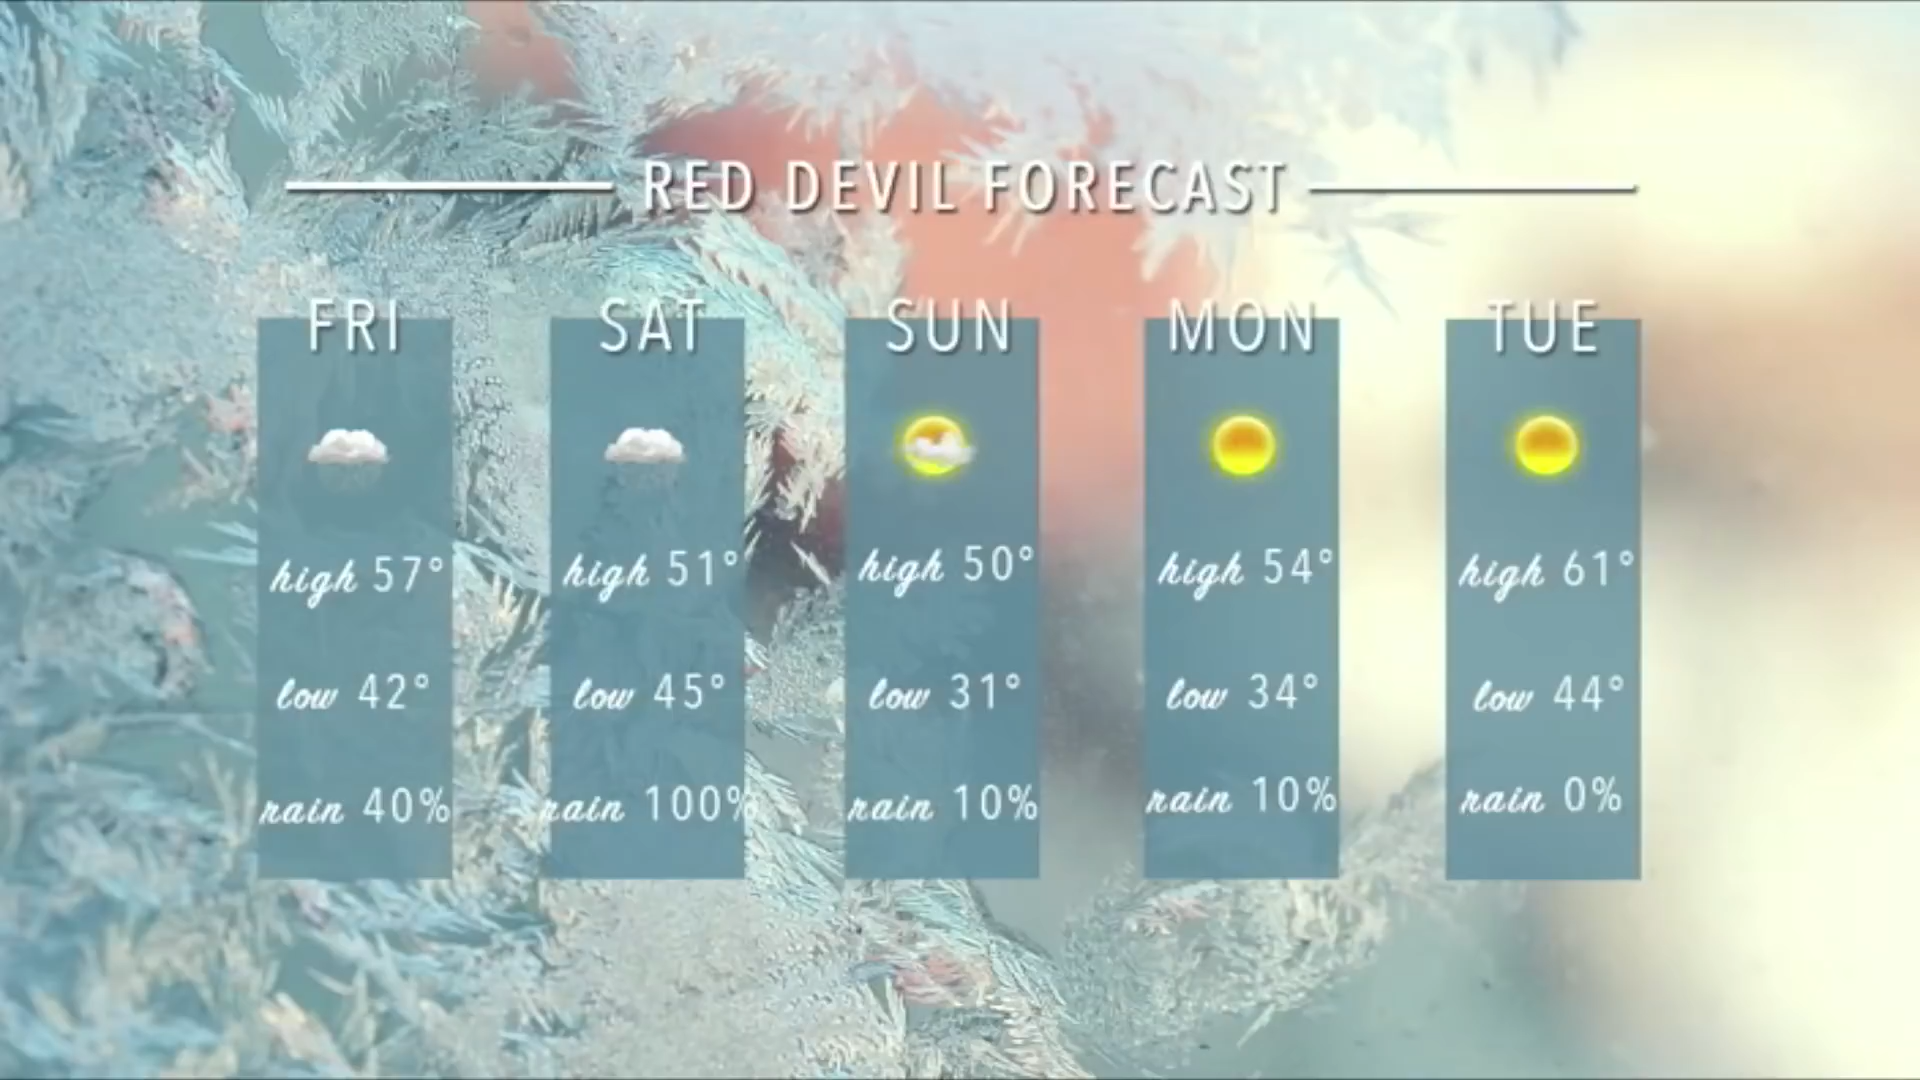 RED DEVIL FORECAST
FRI
high 57°
low 42°
rain 40%
SAT
high 51°
low 45°
rain 100%
SUN
high 50°
low 31°
rain 10%
MON
high 54°
low 34°
rain 10%
TUE
high 61°
low 44°
rain 0%